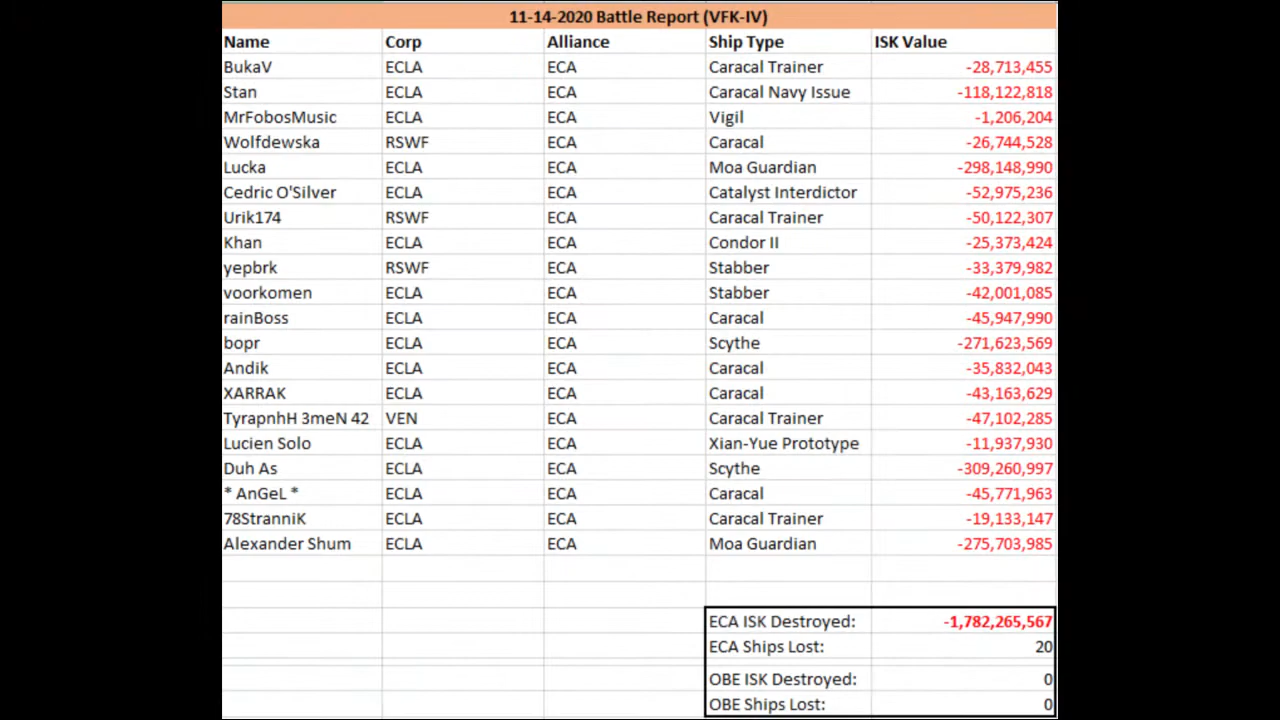 11-14-2020 Battle Report (VFK-IV)
Name Corp Alliance Ship Type ISK Value
BukaV ECLA ECA Caracal Trainer -28,713,455
Stan ECLA ECA Caracal Navy Issue -118,122,818
MrFobosMusic ECLA ECA Vigil -1,206,204
Wolfdewska RSWF ECA Caracal -26,744,528
Lucka ECLA ECA Moa Guardian -298,148,990
Cedric O'Silver ECLA ECA Catalyst Interdictor -52,975,236
Urik174 RSWF ECA Caracal Trainer -50,122,307
Khan ECLA ECA Condor II -25,373,424
yepbrk RSWF ECA Stabber -33,379,982
voorkomen ECLA ECA Stabber -42,001,085
rainBoss ECLA ECA Caracal -45,947,990
bopr ECLA ECA Scythe -271,623,569
Andik ECLA ECA Caracal -35,832,043
XARRAK ECLA ECA Caracal -43,163,629
TyrapnhH 3meN 42 VEN ECA Caracal Trainer -47,102,285
Lucien Solo ECLA ECA Xian-Yue Prototype -11,937,930
Duh As ECLA ECA Scythe -309,260,997
* AnGeL * ECLA ECA Caracal -45,771,963
78StranniK ECLA ECA Caracal Trainer -19,133,147
Alexander Shum ECLA ECA Moa Guardian -275,703,985
ECA ISK Destroyed: -1,782,265,567
ECA Ships Lost: 20
OBE ISK Destroyed: 0
OBE Ships Lost: 0